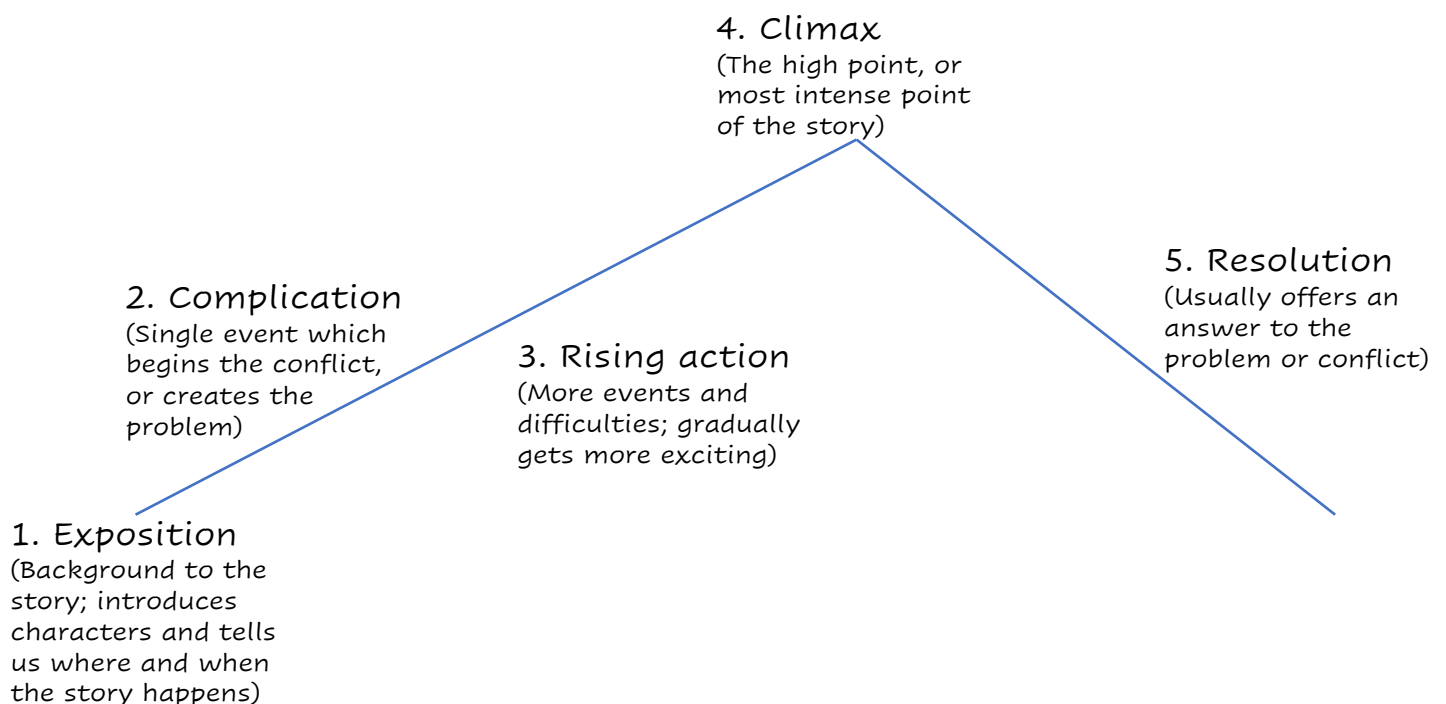 4. Climax
(The high point, or
most intense point
of the story)
2. Complication
(Single event which
begins the conflict,
or creates the
problem)
3. Rising action
(More events and
difficulties; gradually
gets more exciting)
5. Resolution
(Usually offers an
answer to the
problem or conflict)
1. Exposition
(Background to the
story; introduces
characters and tells
us where and when
the story happens)